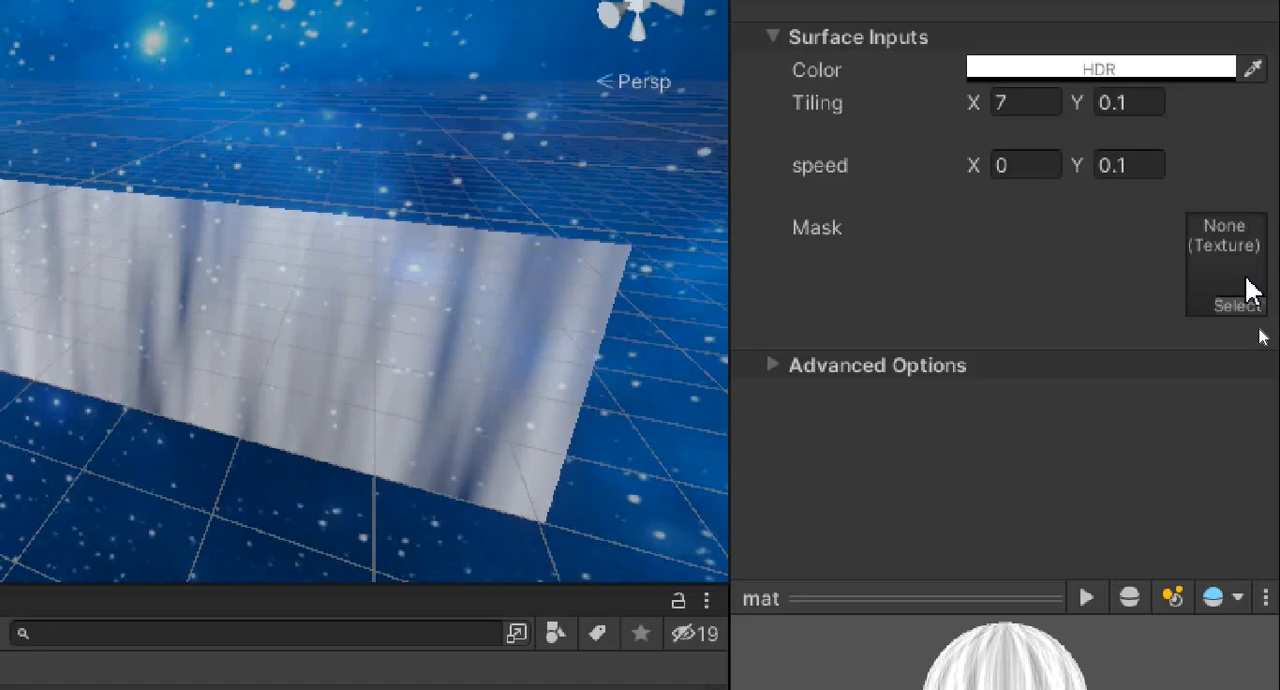 Surface Inputs
Color HDR
Tiling X 7 Y 0.1
< Persp
speed X 0 Y 0.1
Mask None
(Texture)
Select
Advanced Options
mat
19